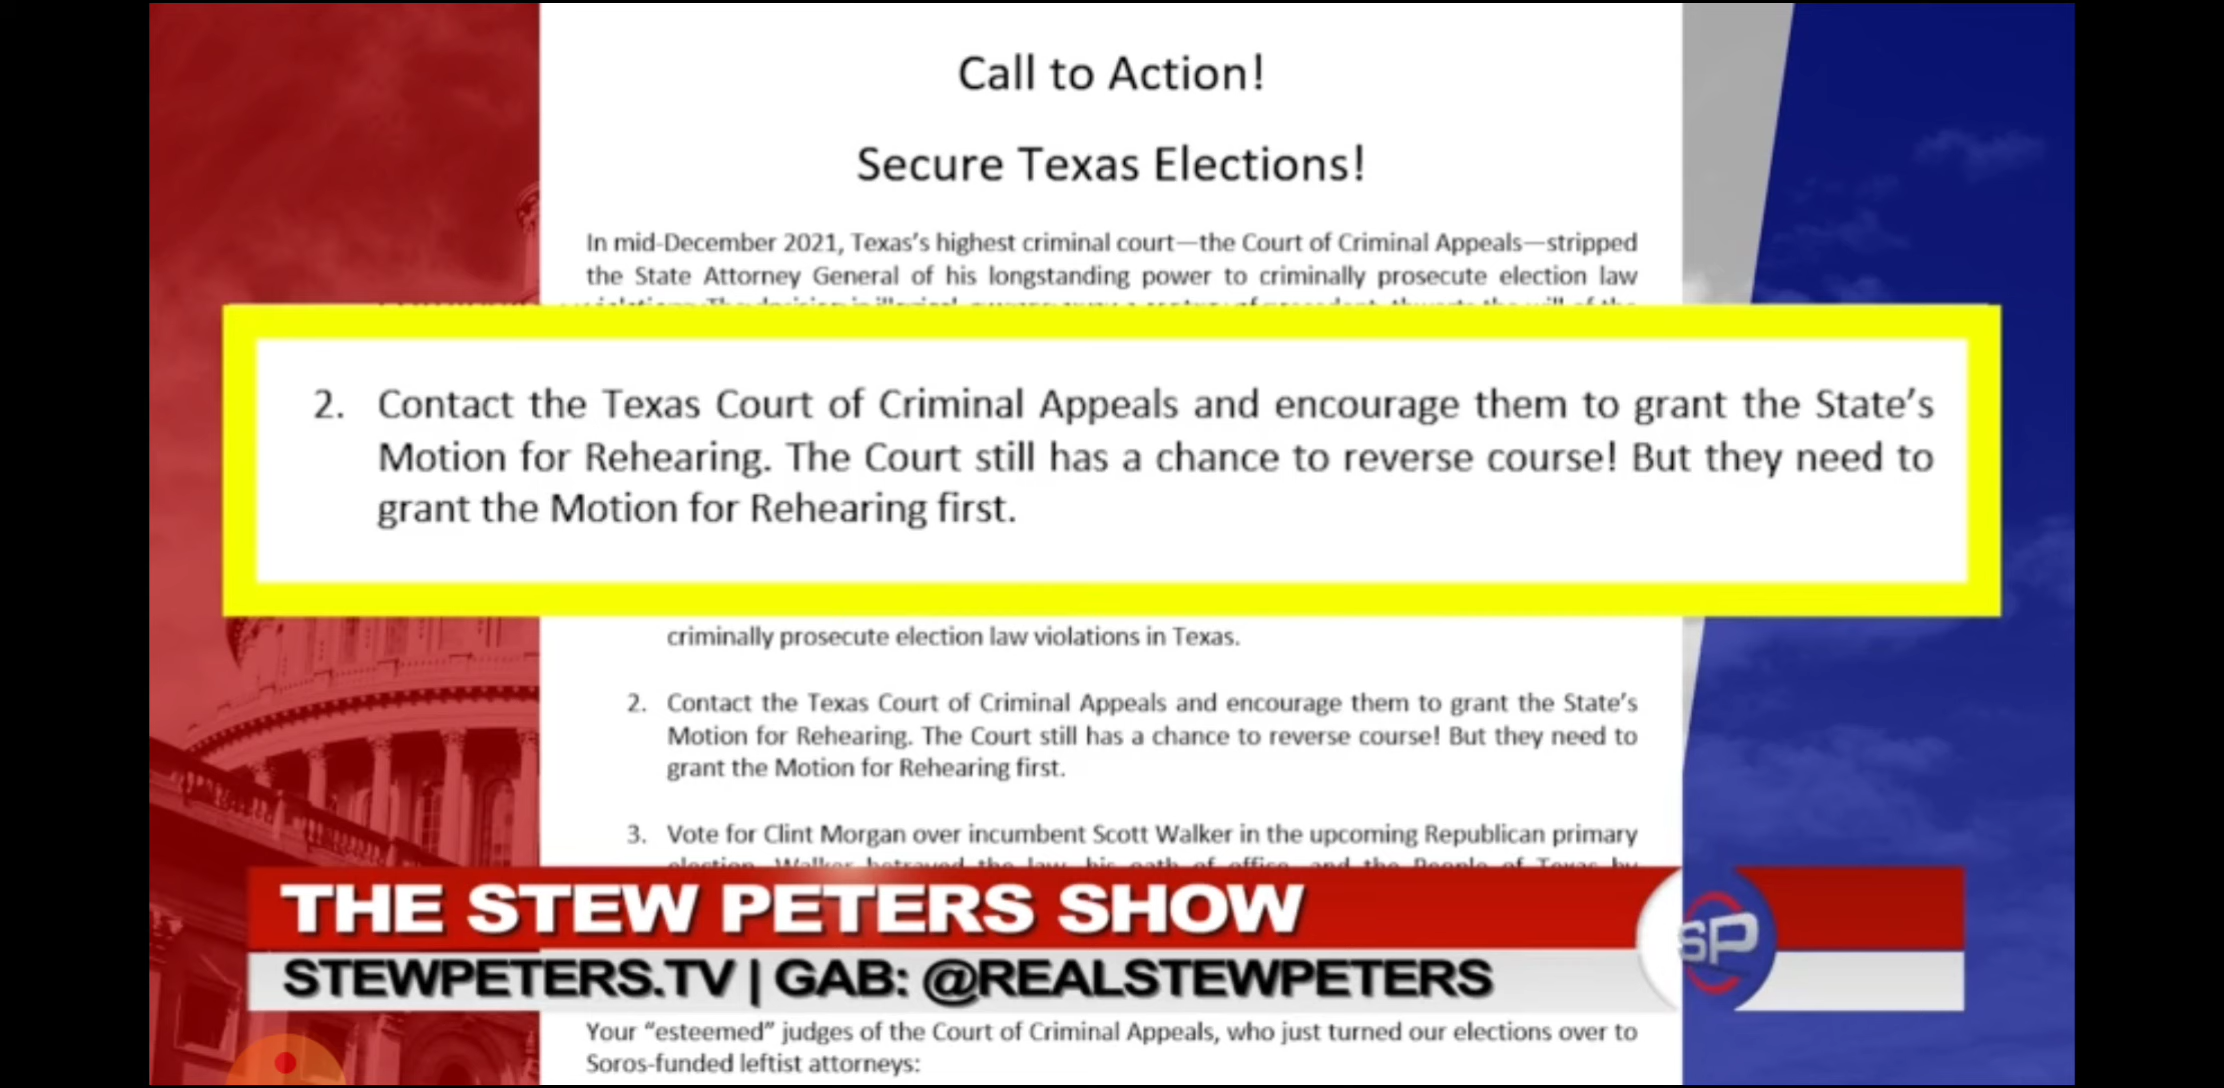 Call to Action!
Secure Texas Elections!
In mid-December 2021, Texas's highest criminal court—the Court of Criminal Appeals—stripped
the State Attorney General of his longstanding power to criminally prosecute election law
2. Contact the Texas Court of Criminal Appeals and encourage them to grant the State's
Motion for Rehearing. The Court still has a chance to reverse course! But they need to
grant the Motion for Rehearing first.
criminally prosecute election law violations in Texas.
2. Contact the Texas Court of Criminal Appeals and encourage them to grant the State's
Motion for Rehearing. The Court still has a chance to reverse course! But they need to
grant the Motion for Rehearing first.
3. Vote for Clint Morgan over incumbent Scott Walker in the upcoming Republican primary
THE STEW PETERS SHOW
SP
STEWPETERS.TV | GAB: @REALSTEWPETERS
Your "esteemed" judges of the Court of Criminal Appeals, who just turned our elections over to
Soros-funded leftist attorneys: